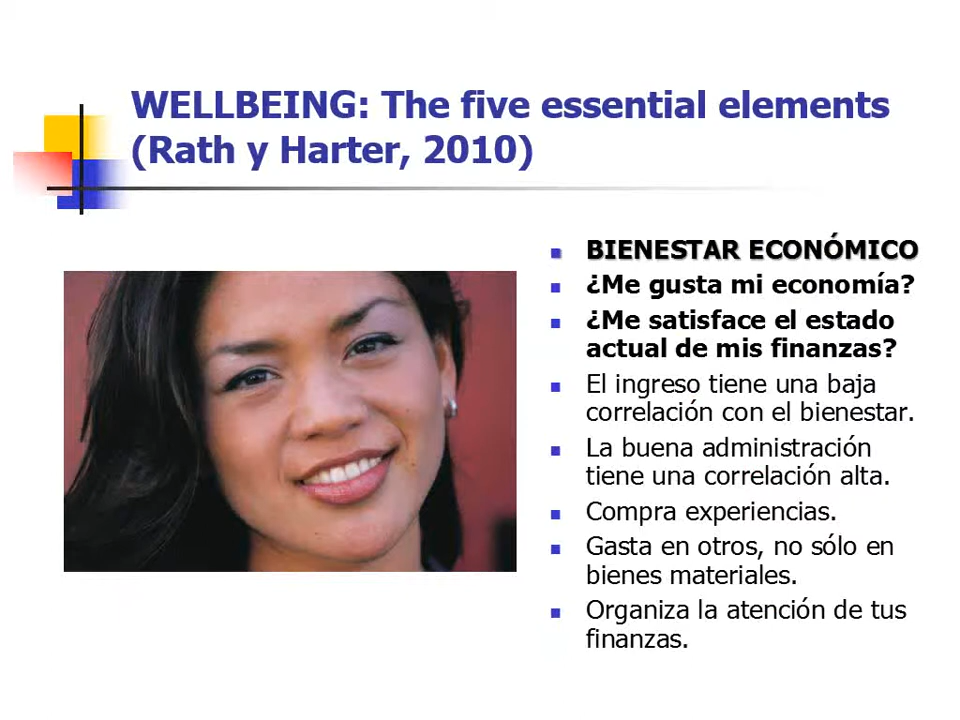 WELLBEING: The five essential elements
(Rath y Harter, 2010)
BIENESTAR ECONÓMICO
¿Me gusta mi economía?
¿Me satisface el estado
actual de mis finanzas?
El ingreso tiene una baja
correlación con el bienestar.
La buena administración
tiene una correlación alta.
Compra experiencias.
Gasta en otros, no sólo en
bienes materiales.
Organiza la atención de tus
finanzas.